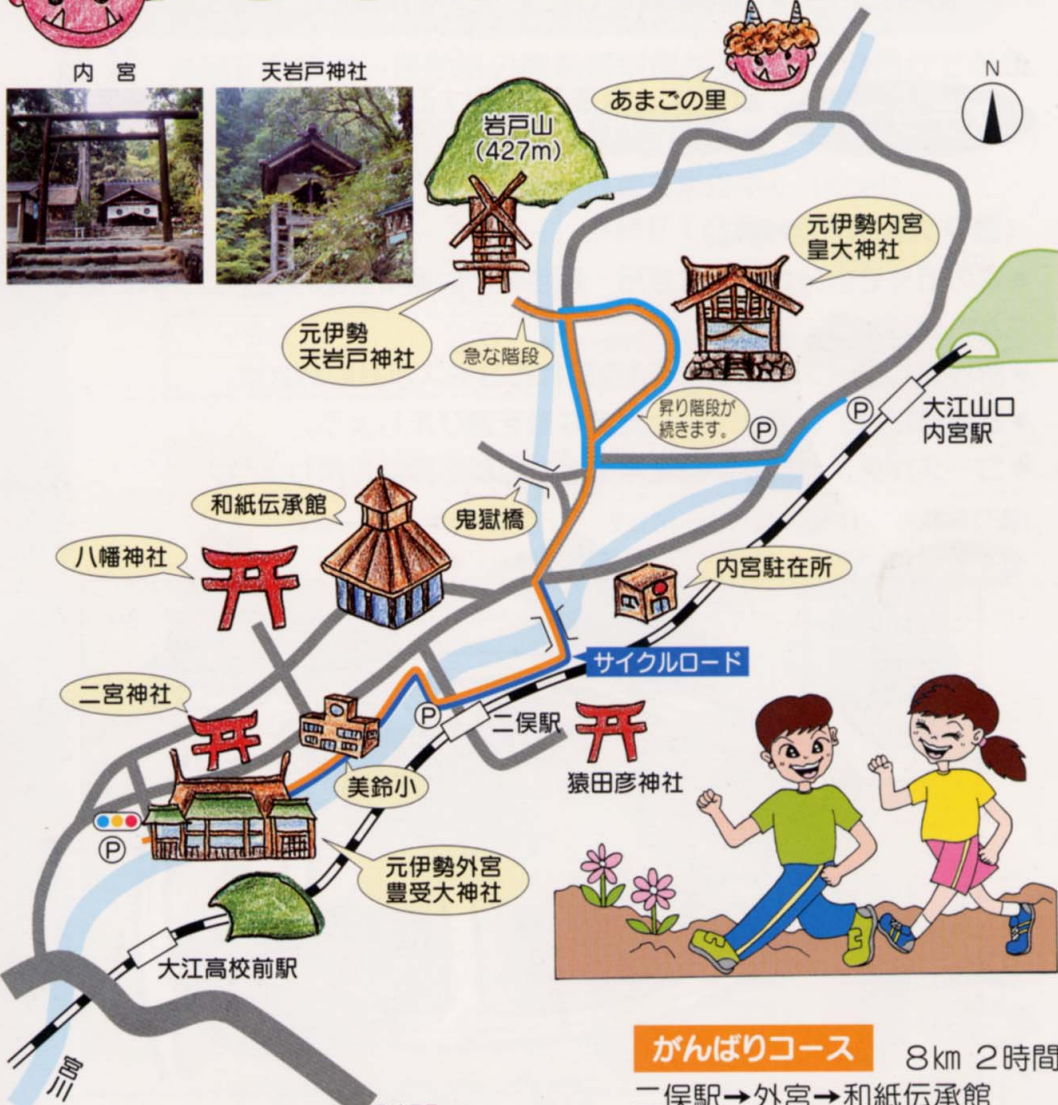 内宮
天岩戸神社
岩戸山
(427m)
あまごの里
N
元伊勢内宮
皇大神社
元伊勢
天岩戸神社
急な階段
昇り階段が
続きます。
P
P
大江山口
内宮駅
和紙伝承館
鬼獄橋
八幡神社
内宮駐在所
サイクルロード
二宮神社
P
二俣駅
美鈴小
猿田彦神社
P
元伊勢外宮
豊受大神社
大江高校前駅
宮川
がんばりコース 8km 2時間
二俣駅→外宮→和紙伝承館